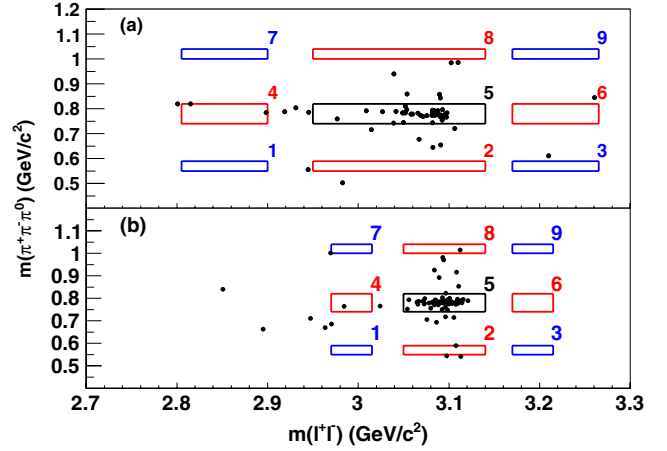 1.2
1.1
1
0.9
0.8
0.7
0.6
0.5
(a)
7 8 9
4 5 6
1 2 3
m(π⁺π⁻π⁰) (GeV/c²)
1.1
1
0.9
0.8
0.7
0.6
0.5
(b)
7 8 9
4 5 6
1 2 3
2.7 2.8 2.9 3 3.1 3.2 3.3
m(l⁺l⁻) (GeV/c²)